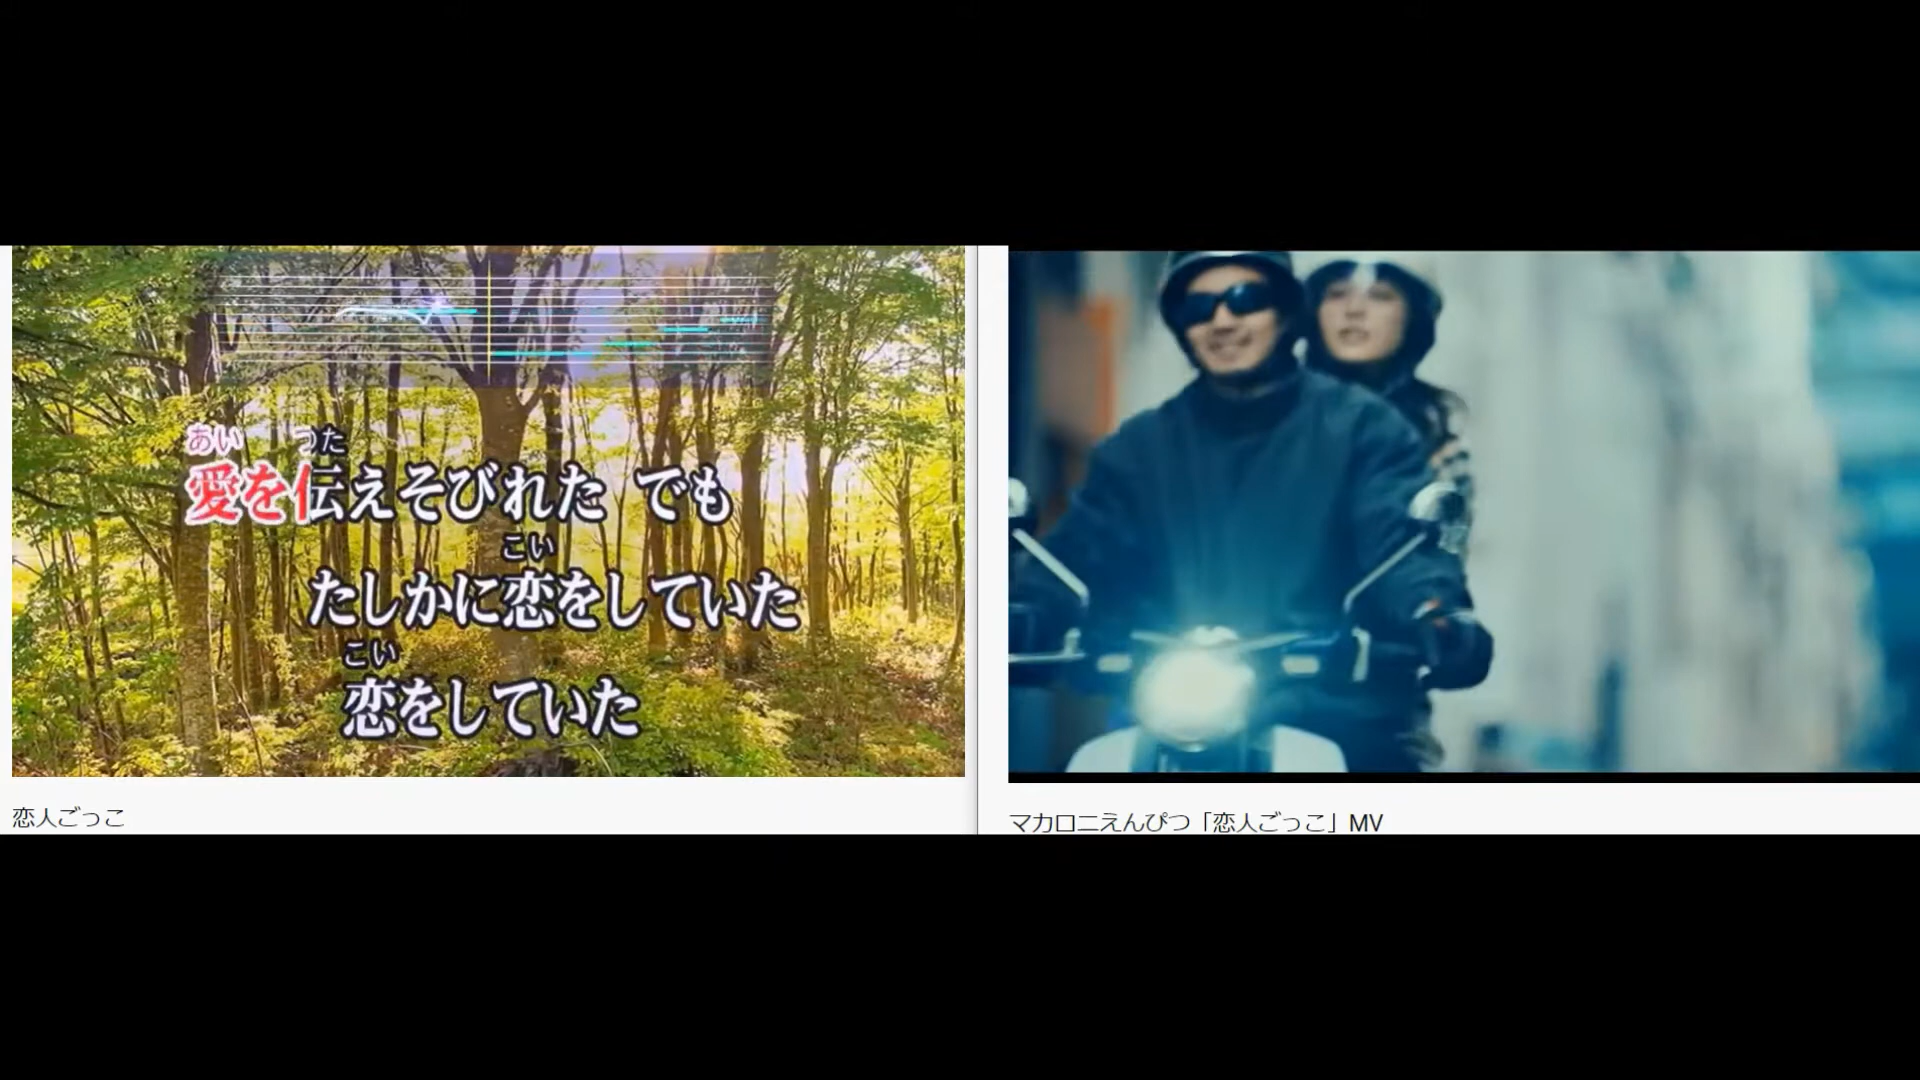 あい つた
愛を伝えそびれた でも
こい
たしかに恋をしていた
こい
恋をしていた
恋人ごっこ
マカロニえんぴつ「恋人ごっこ」MV